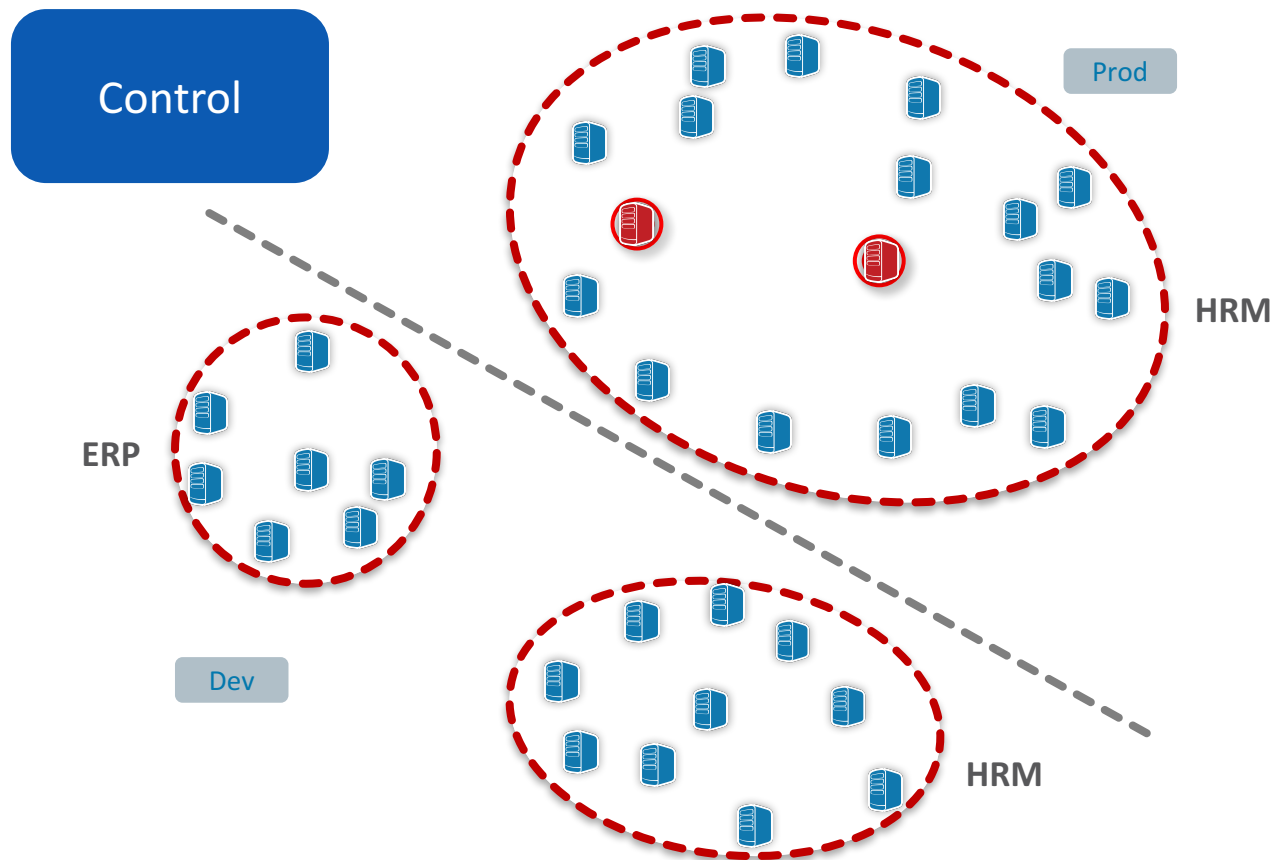 Control
Prod
HRM
ERP
Dev
HRM